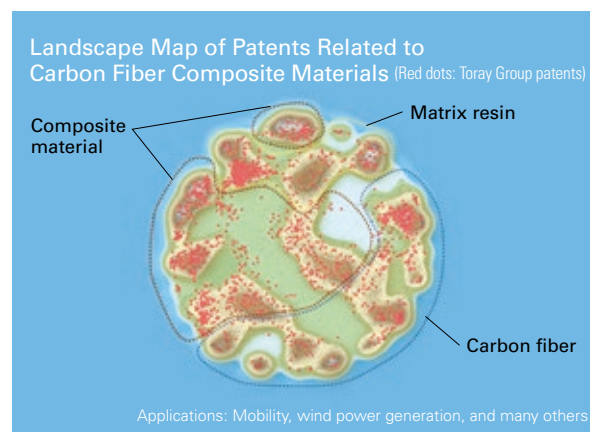 Landscape Map of Patents Related to
Carbon Fiber Composite Materials (Red dots: Toray Group patents)
Matrix resin
Composite
material
Carbon fiber
Applications: Mobility, wind power generation, and many others